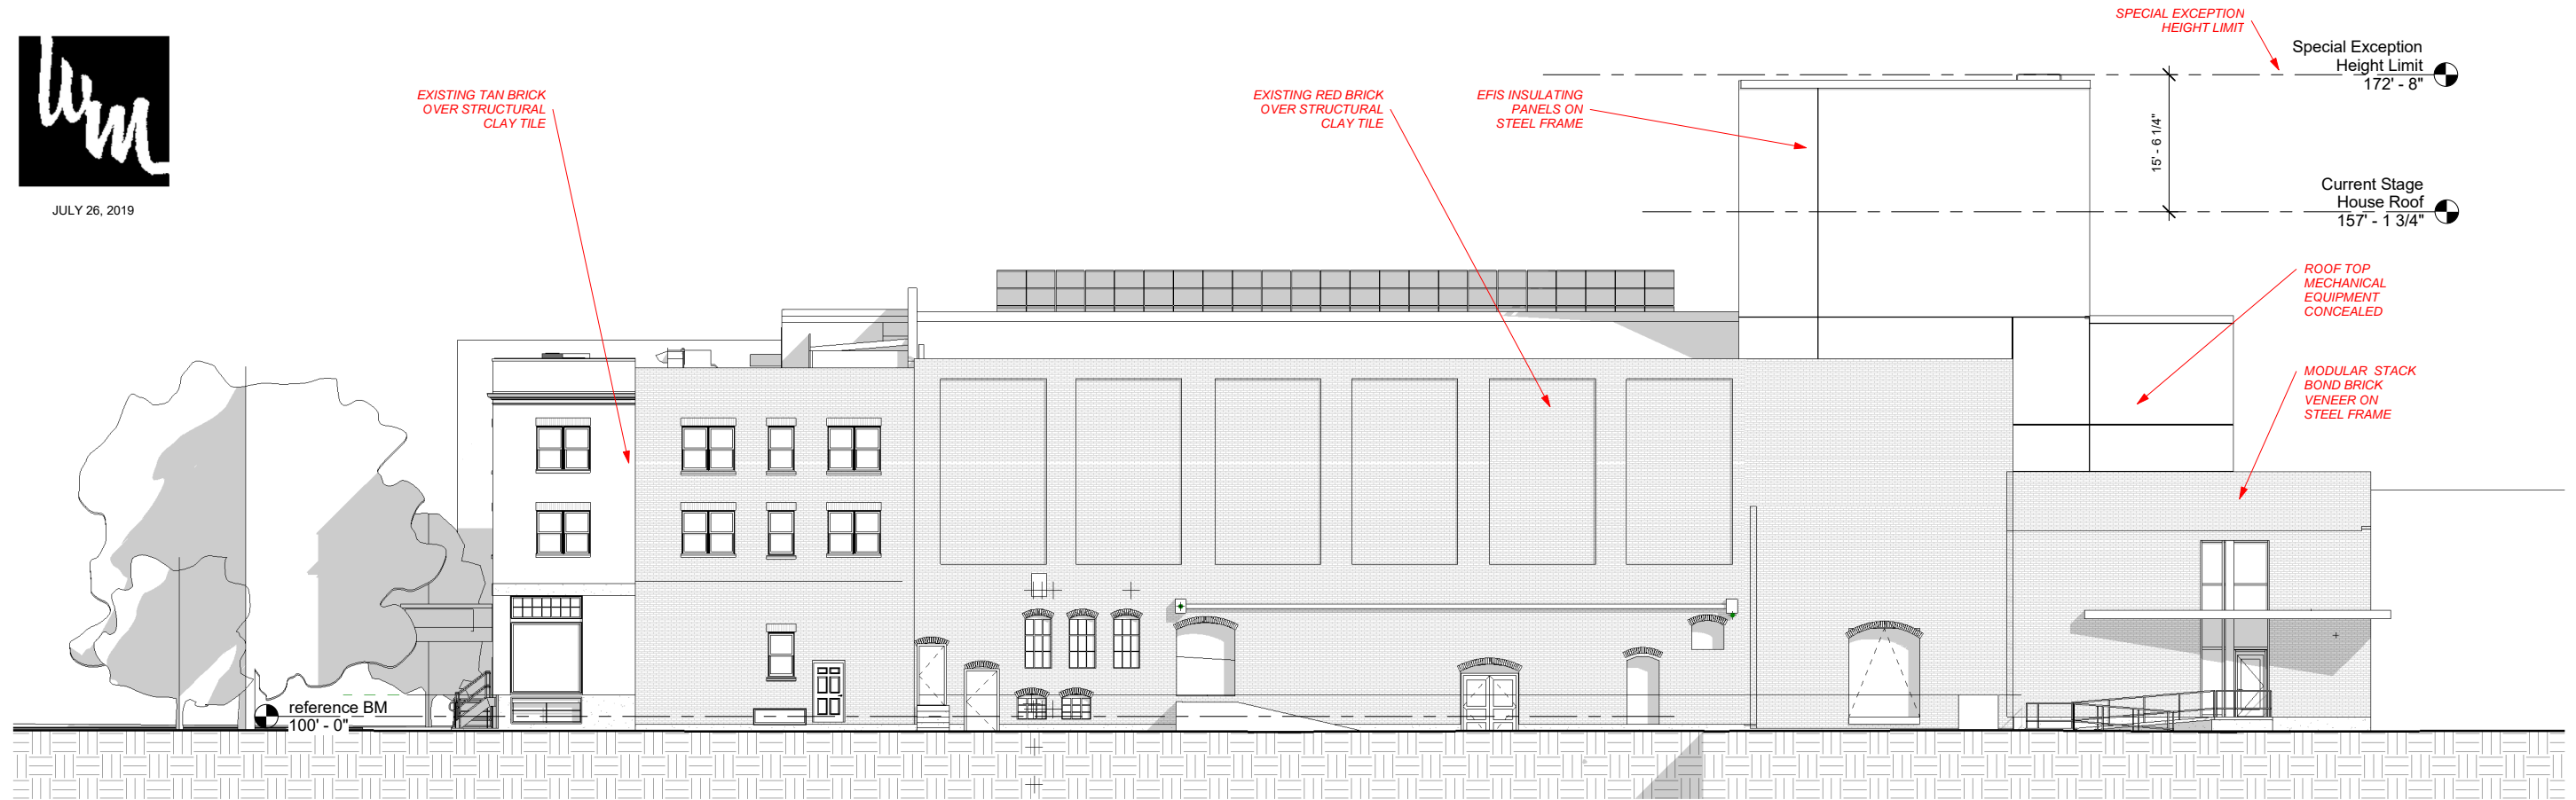 SPECIAL EXCEPTION
HEIGHT LIMIT
Special Exception
Height Limit
172' - 8"
EXISTING TAN BRICK
OVER STRUCTURAL
CLAY TILE
EXISTING RED BRICK
OVER STRUCTURAL
CLAY TILE
EFIS INSULATING
PANELS ON
STEEL FRAME
15' - 6 1/4"
Current Stage
House Roof
157' - 1 3/4"
JULY 26, 2019
ROOF TOP
MECHANICAL
EQUIPMENT
CONCEALED
MODULAR STACK
BOND BRICK
VENEER ON
STEEL FRAME
reference BM
100' - 0"